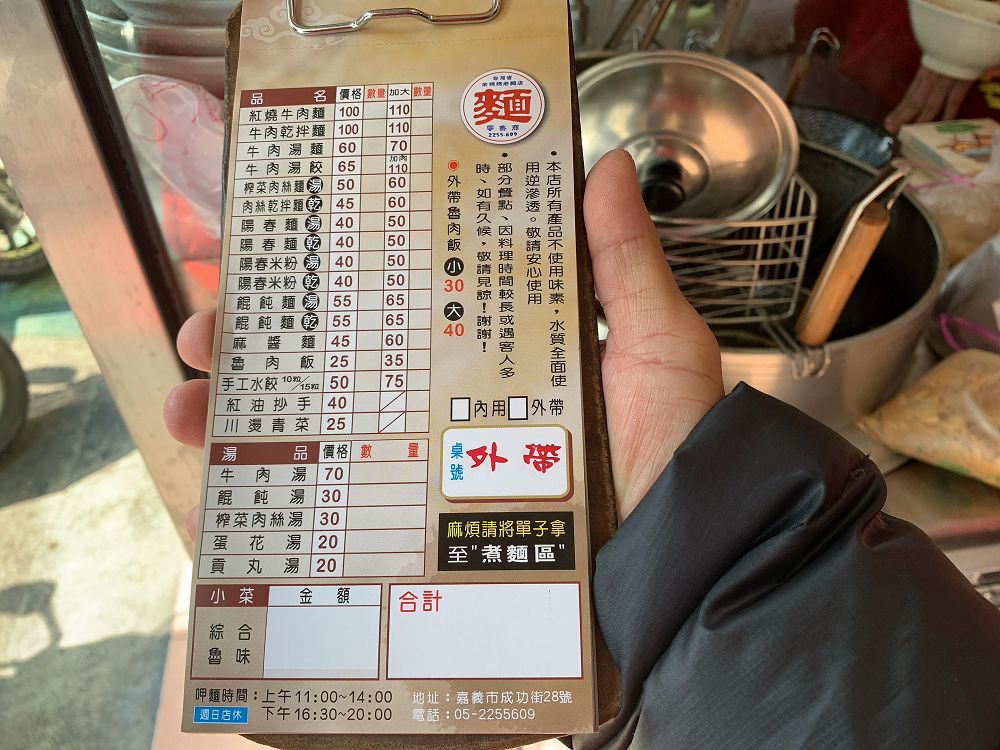 品名 價格 數量 加大 數量
紅燒牛肉麵 100 110
牛肉乾拌麵 100 110
牛肉湯麵 60 70
牛肉湯餃 65 加肉 110
榨菜肉絲麵 湯 50 60
肉絲乾拌麵 乾 45 60
陽春麵 湯 40 50
陽春麵 乾 40 50
陽春米粉 湯 40 50
陽春米粉 乾 40 50
餛飩麵 湯 55 65
餛飩麵 乾 55 65
麻醬麵 45 60
魯肉飯 25 35
手工水餃 10粒/15粒 50 75
紅油抄手 40
川燙青菜 25
湯品 價格 數量
牛肉湯 70
餛飩湯 30
榨菜肉絲湯 30
蛋花湯 20
貢丸湯 20
小菜 金額
綜合
魯味
合計
台灣省
麵
2255-609
•本店所有產品不使用味素，水質全面使
用逆滲透。敬請安心使用
•部分餐點、因料理時間較長或遇客人多
時、如有久候，敬請見諒！謝謝！
外帶魯肉飯 小 30 大 40
內用 外帶
桌號 外帶
麻煩請將單子拿
至"煮麵區"
呷麵時間：上午11:00~14:00
週日店休 下午16:30~20:00
地址：嘉義市成功街28號
電話：05-2255609